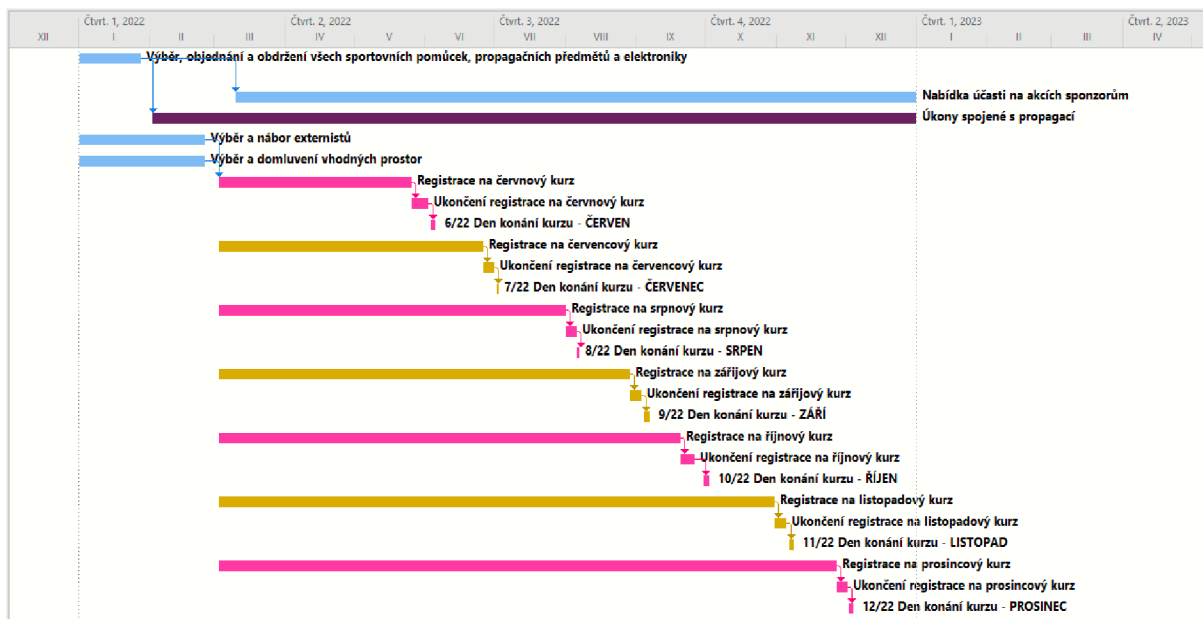 Čtvrt. 1, 2022 Čtvrt. 2, 2022 Čtvrt. 3, 2022 Čtvrt. 4, 2022 Čtvrt. 1, 2023 Čtvrt. 2, 2023
XII I II III IV V VI VII VIII IX X XI XII I II III IV
Výběr, objednání a obdržení všech sportovních pomůcek, propagačních předmětů a elektroniky
Nabídka účasti na akcích sponzorům
Úkony spojené s propagací
Výběr a nábor externistů
Výběr a domluvení vhodných prostor
Registrace na červnový kurz
Ukončení registrace na červnový kurz
6/22 Den konání kurzu - ČERVEN
Registrace na červencový kurz
Ukončení registrace na červencový kurz
7/22 Den konání kurzu - ČERVENEC
Registrace na srpnový kurz
Ukončení registrace na srpnový kurz
8/22 Den konání kurzu - SRPEN
Registrace na zářijový kurz
Ukončení registrace na zářijový kurz
9/22 Den konání kurzu - ZÁŘÍ
Registrace na říjnový kurz
Ukončení registrace na říjnový kurz
10/22 Den konání kurzu - ŘÍJEN
Registrace na listopadový kurz
Ukončení registrace na listopadový kurz
11/22 Den konání kurzu - LISTOPAD
Registrace na prosincový kurz
Ukončení registrace na prosincový kurz
12/22 Den konání kurzu - PROSINEC